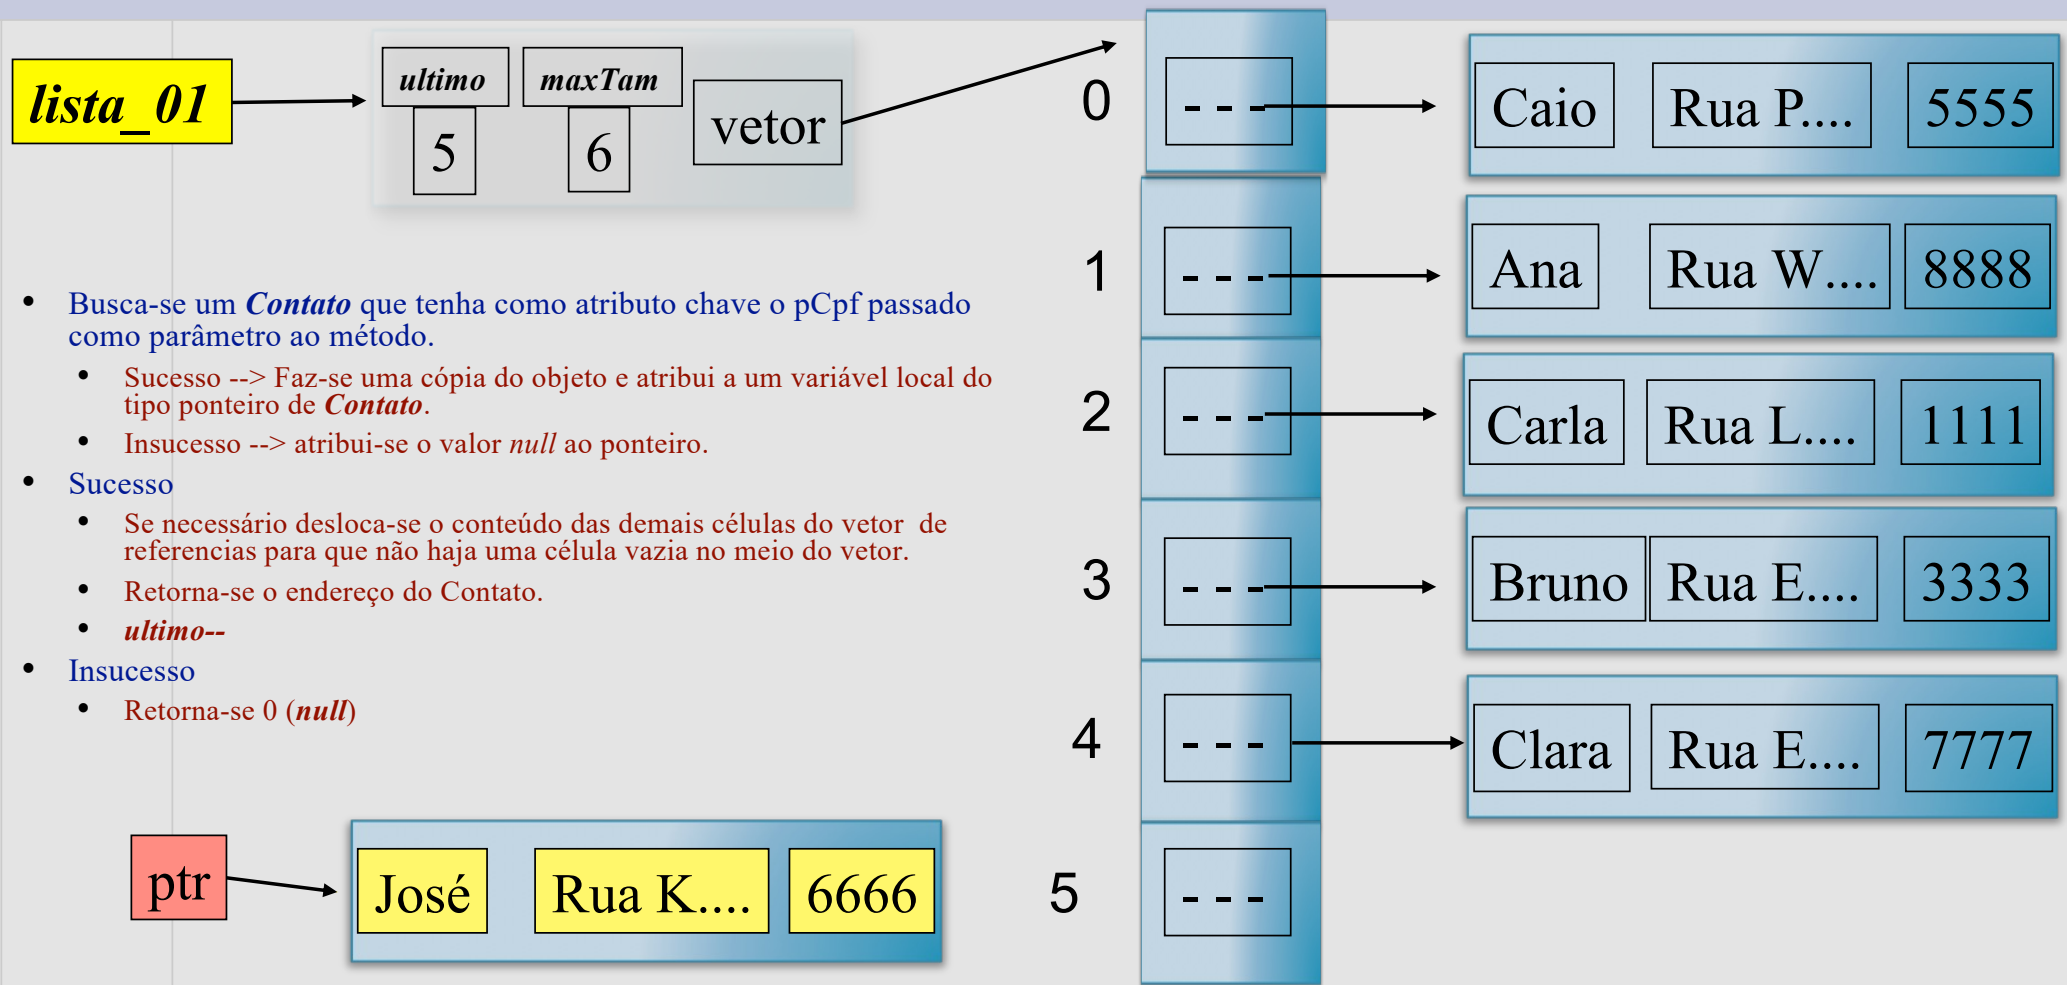 lista_01
ultimo
maxTam
5
6
vetor
0
- - -
Caio
Rua P....
5555
1
- - -
Ana
Rua W....
8888
2
- - -
Carla
Rua L....
1111
3
- - -
Bruno
Rua E....
3333
4
- - -
Clara
Rua E....
7777
5
- - -
• Busca-se um Contato que tenha como atributo chave o pCpf passado
como parâmetro ao método.
• Sucesso --> Faz-se uma cópia do objeto e atribui a um variável local do
tipo ponteiro de Contato.
• Insucesso --> atribui-se o valor null ao ponteiro.
• Sucesso
• Se necessário desloca-se o conteúdo das demais células do vetor de
referencias para que não haja uma célula vazia no meio do vetor.
• Retorna-se o endereço do Contato.
• ultimo--
• Insucesso
• Retorna-se 0 (null)
ptr
José
Rua K....
6666